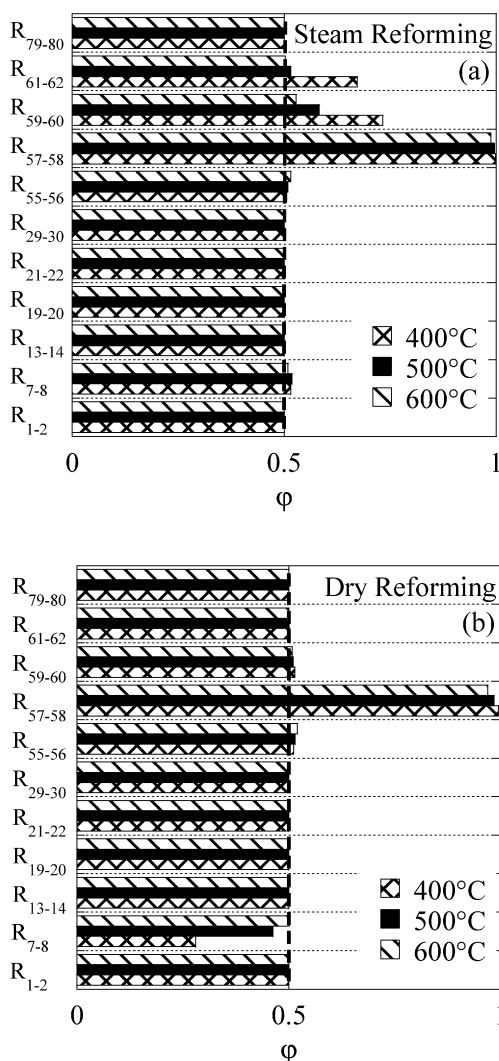 Steam Reforming
(a)
R79-80
R61-62
R59-60
R57-58
R55-56
R29-30
R21-22
R19-20
R13-14
R7-8
R1-2
400°C
500°C
600°C
0 0.5 1
φ
Dry Reforming
(b)
R79-80
R61-62
R59-60
R57-58
R55-56
R29-30
R21-22
R19-20
R13-14
R7-8
R1-2
400°C
500°C
600°C
0 0.5 1
φ